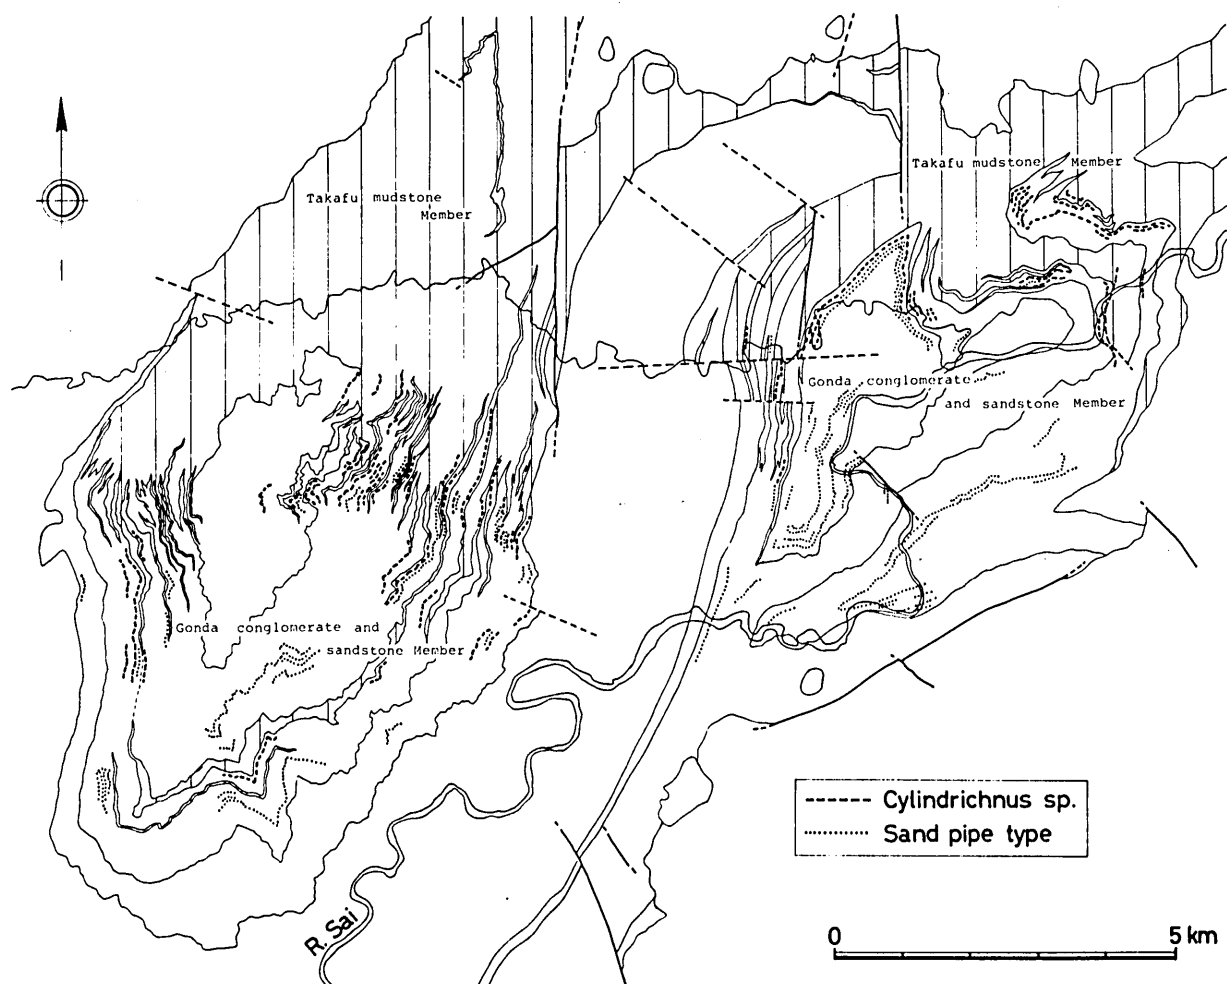 Takafu mudstone
Member
Takafu mudstone Member
Gonda conglomerate
and sandstone Member
Gonda conglomerate and
sandstone Member
R. Sai
Cylindrichnus sp.
Sand pipe type
0 5 km